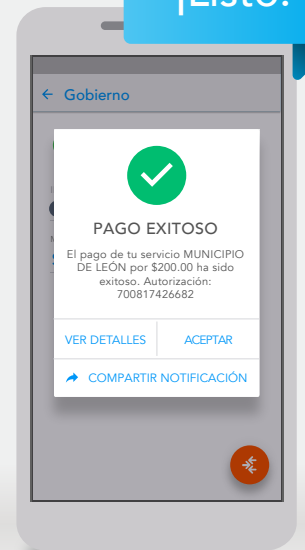 ¡Listo!
← Gobierno
PAGO EXITOSO
El pago de tu servicio MUNICIPIO
DE LEÓN por $200.00 ha sido
exitoso. Autorización:
700817426682
VER DETALLES
ACEPTAR
COMPARTIR NOTIFICACIÓN